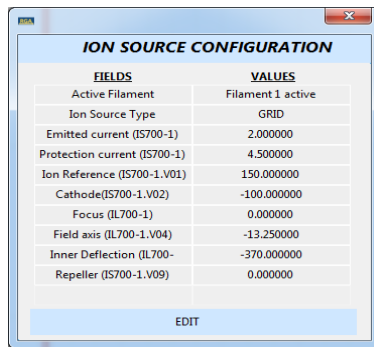 RGA
ION SOURCE CONFIGURATION
FIELDS VALUES
Active Filament Filament 1 active
Ion Source Type GRID
Emitted current (IS700-1) 2.000000
Protection current (IS700-1) 4.500000
Ion Reference (IS700-1.V01) 150.000000
Cathode(IS700-1.V02) -100.000000
Focus (IL700-1) 0.000000
Field axis (IL700-1.V04) -13.250000
Inner Deflection (IL700- -370.000000
Repeller (IS700-1.V09) 0.000000
EDIT